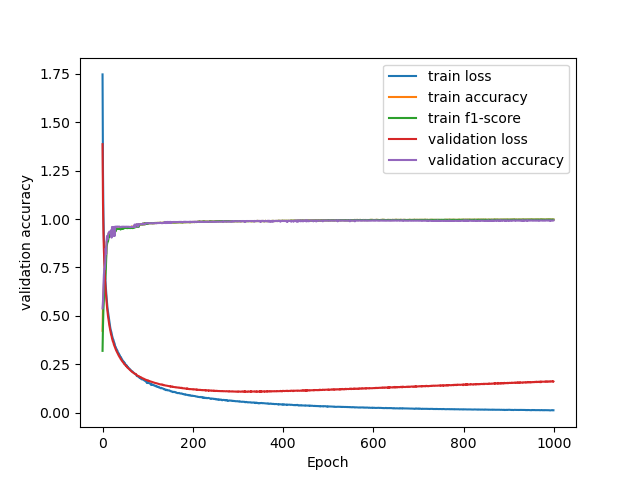 train loss
train accuracy
train f1-score
validation loss
validation accuracy
validation accuracy
1.75
1.50
1.25
1.00
0.75
0.50
0.25
0.00
0 200 400 600 800 1000
Epoch